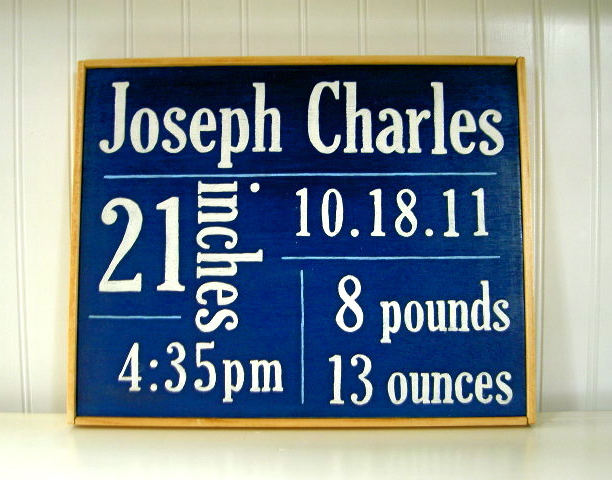 Joseph Charles
21 inches
10.18.11
4:35pm
8 pounds
13 ounces